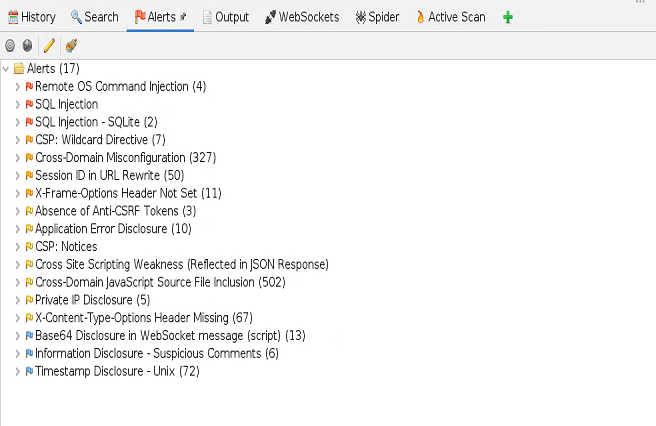 History Search Alerts Output WebSockets Spider Active Scan
Alerts (17)
Remote OS Command Injection (4)
SQL Injection
SQL Injection - SQLite (2)
CSP: Wildcard Directive (7)
Cross-Domain Misconfiguration (327)
Session ID in URL Rewrite (50)
X-Frame-Options Header Not Set (11)
Absence of Anti-CSRF Tokens (3)
Application Error Disclosure (10)
CSP: Notices
Cross Site Scripting Weakness (Reflected in JSON Response)
Cross-Domain JavaScript Source File Inclusion (502)
Private IP Disclosure (5)
X-Content-Type-Options Header Missing (67)
Base64 Disclosure in WebSocket message (script) (13)
Information Disclosure - Suspicious Comments (6)
Timestamp Disclosure - Unix (72)